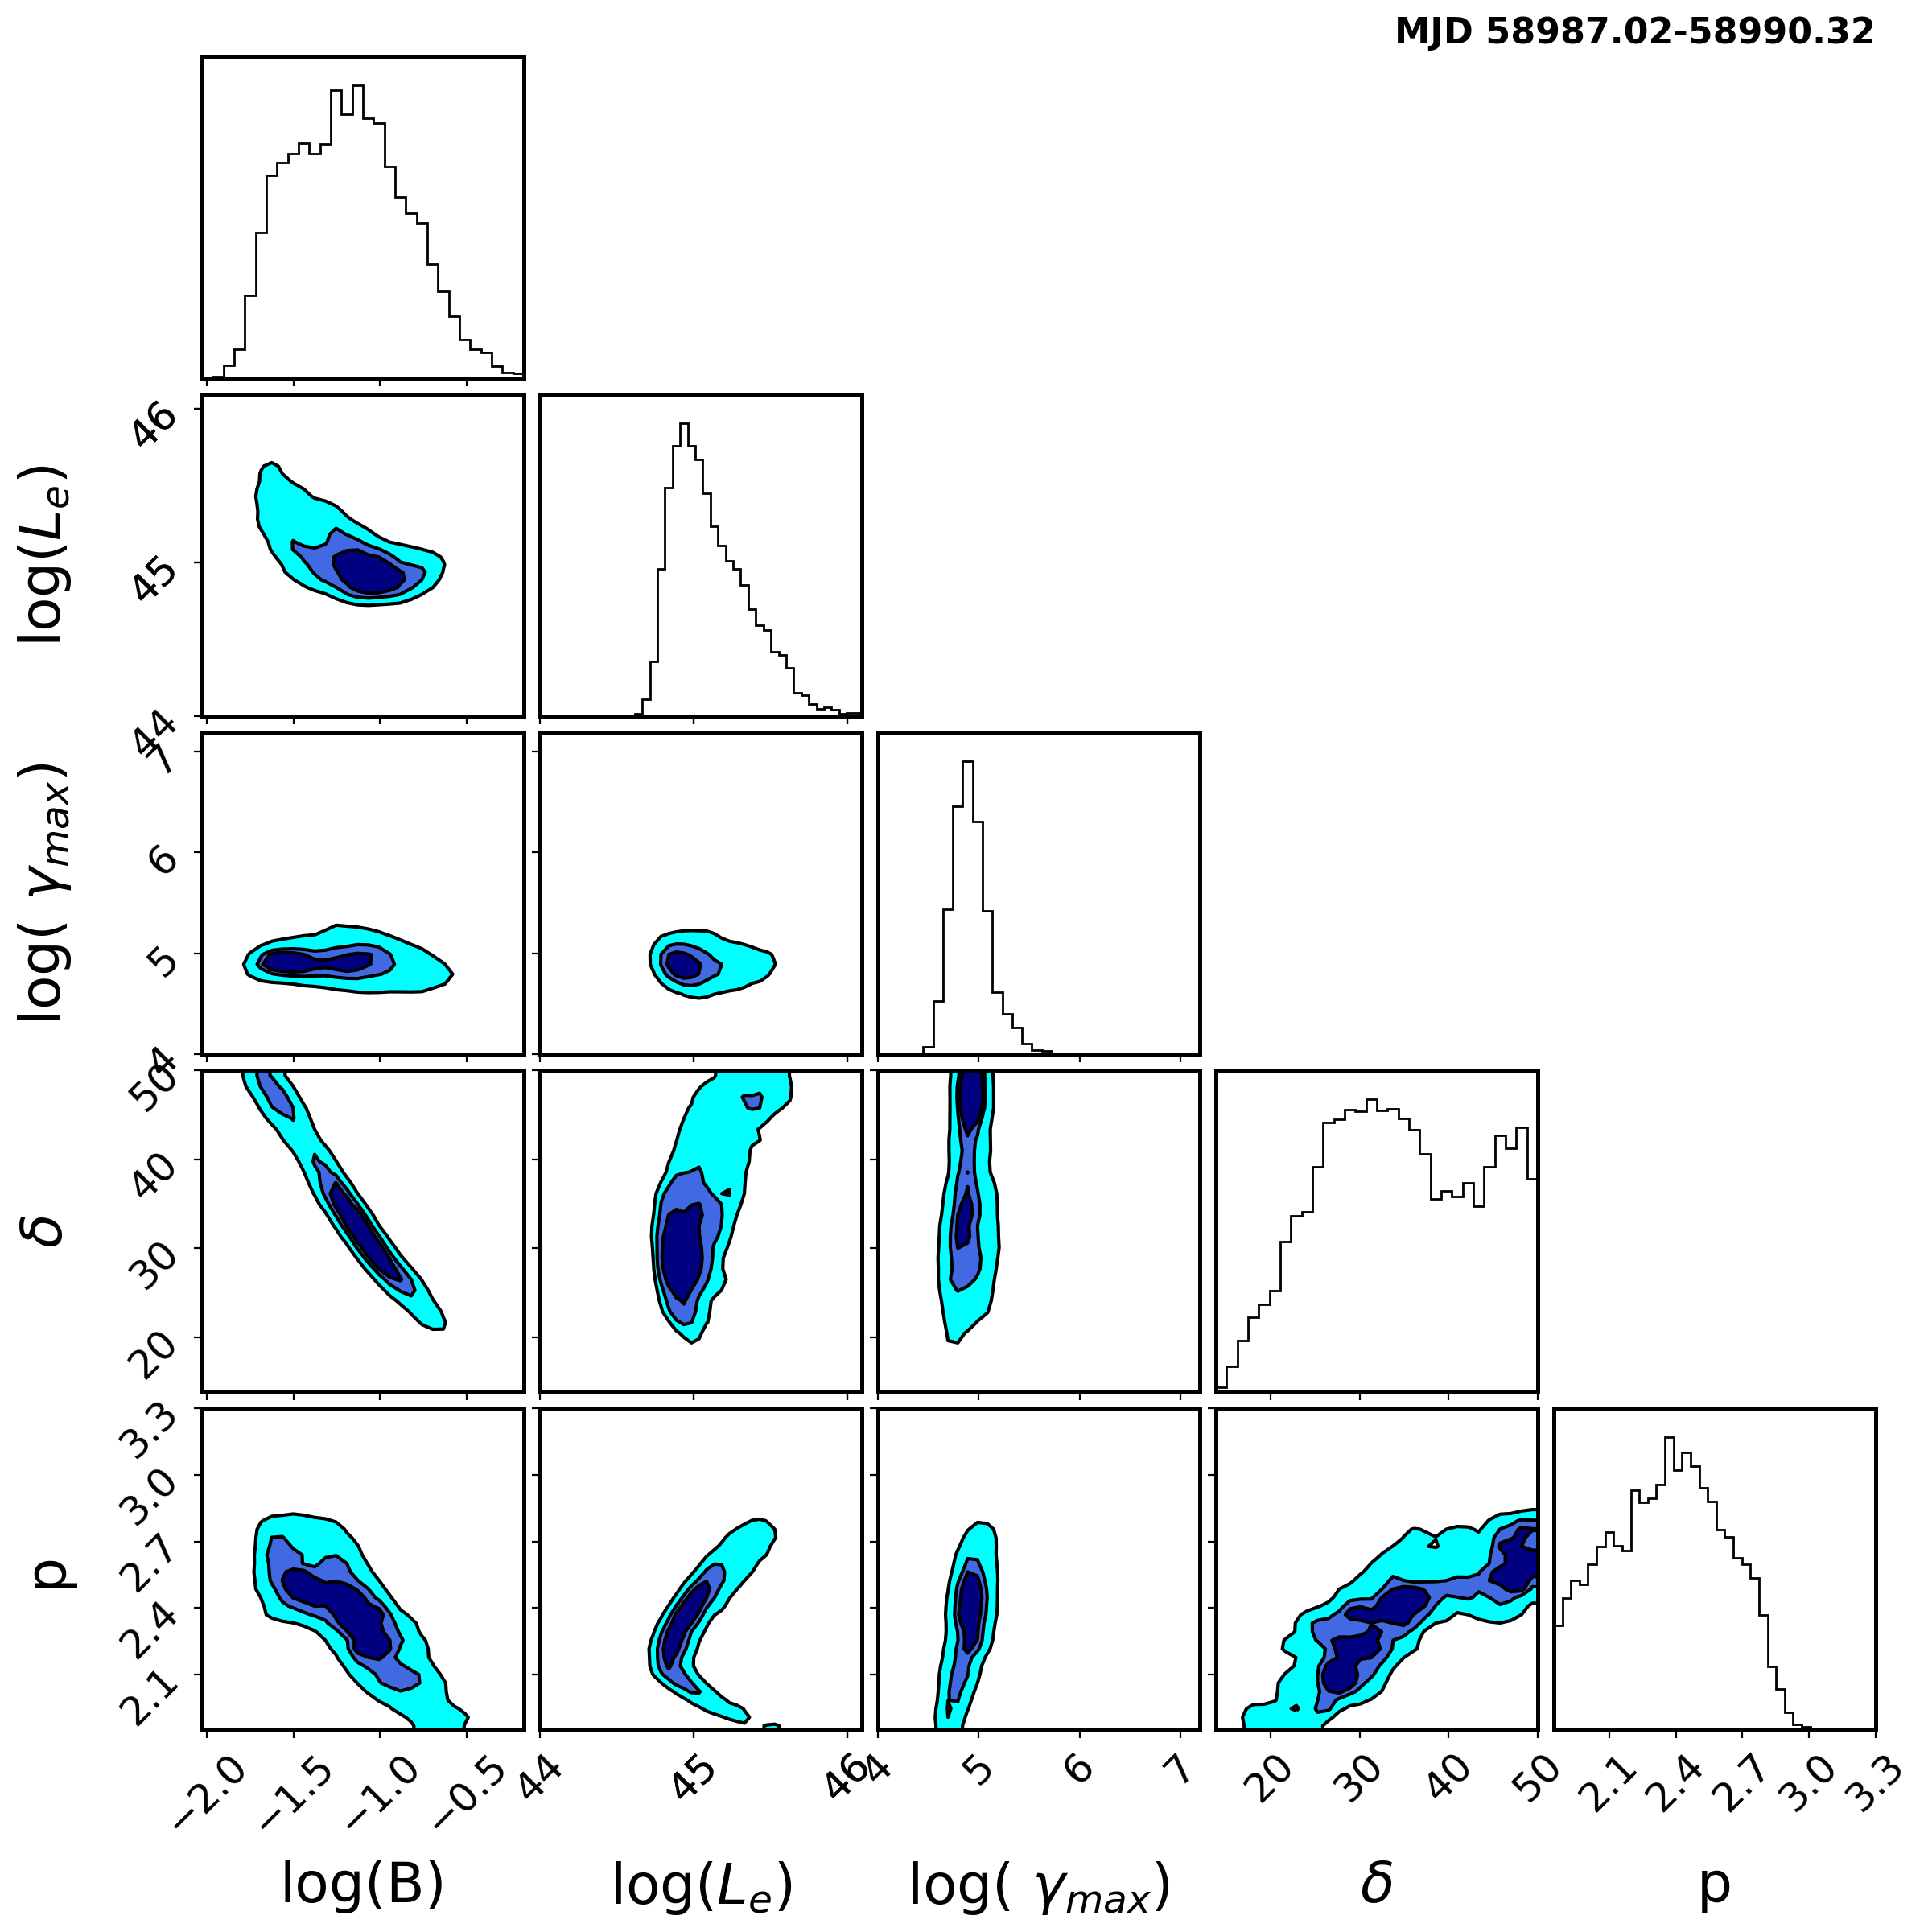 MJD 58987.02-58990.32
46
45
44
log(Lₑ)
7
6
5
4
log( γₘₐₓ)
50
40
30
20
δ
3.3
3.0
2.7
2.4
2.1
p
−2.0 −1.5 −1.0 −0.5 44 45 46 4 5 6 7 20 30 40 50 2.1 2.4 2.7 3.0 3.3
log(B) log(Lₑ) log( γₘₐₓ) δ p